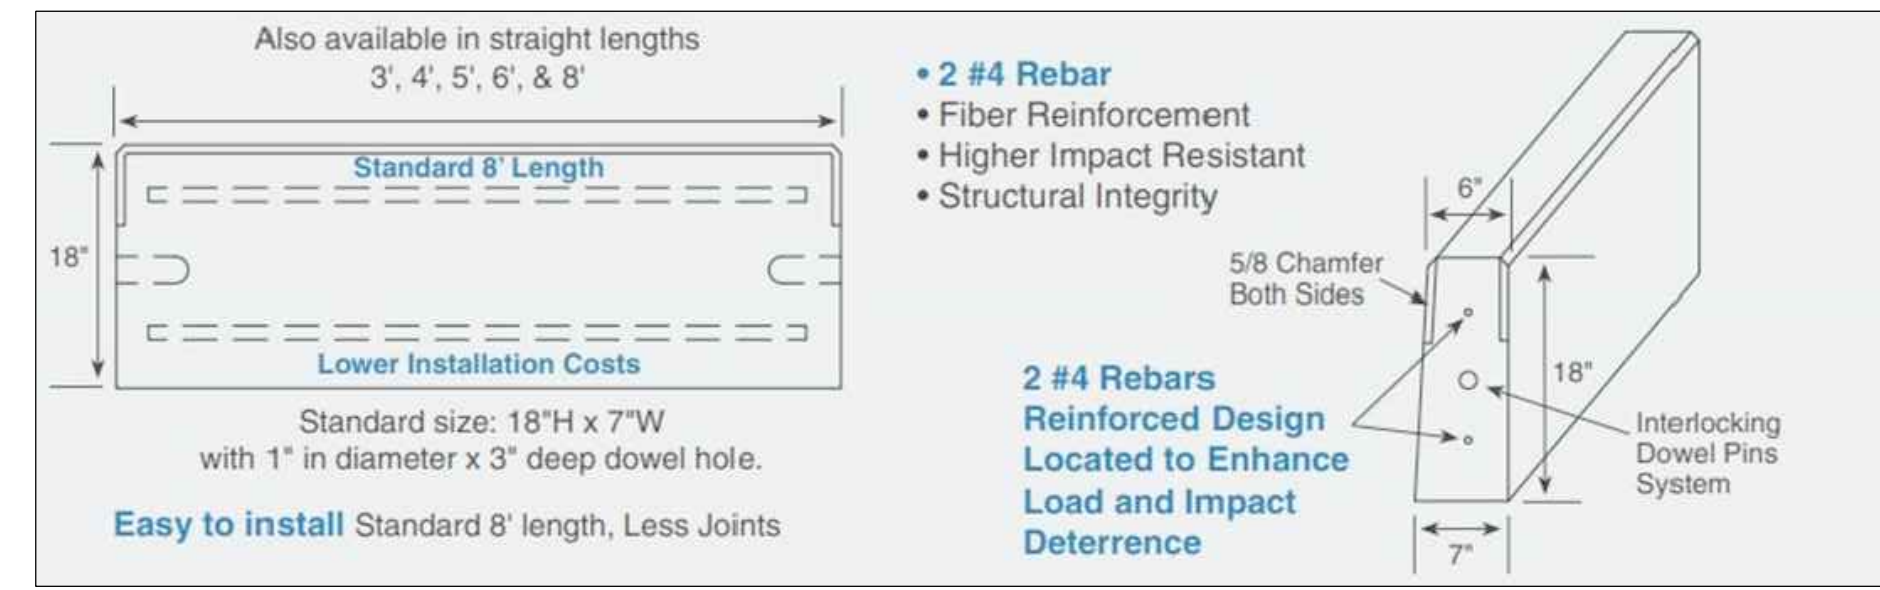 Also available in straight lengths
3', 4', 5', 6', & 8'
Standard 8' Length
18"
Lower Installation Costs
Standard size: 18"H x 7"W
with 1" in diameter x 3" deep dowel hole.
Easy to install Standard 8' length, Less Joints
• 2 #4 Rebar
• Fiber Reinforcement
• Higher Impact Resistant
• Structural Integrity
6"
5/8 Chamfer
Both Sides
2 #4 Rebars
Reinforced Design
Located to Enhance
Load and Impact
Deterrence
18"
Interlocking
Dowel Pins
System
7"